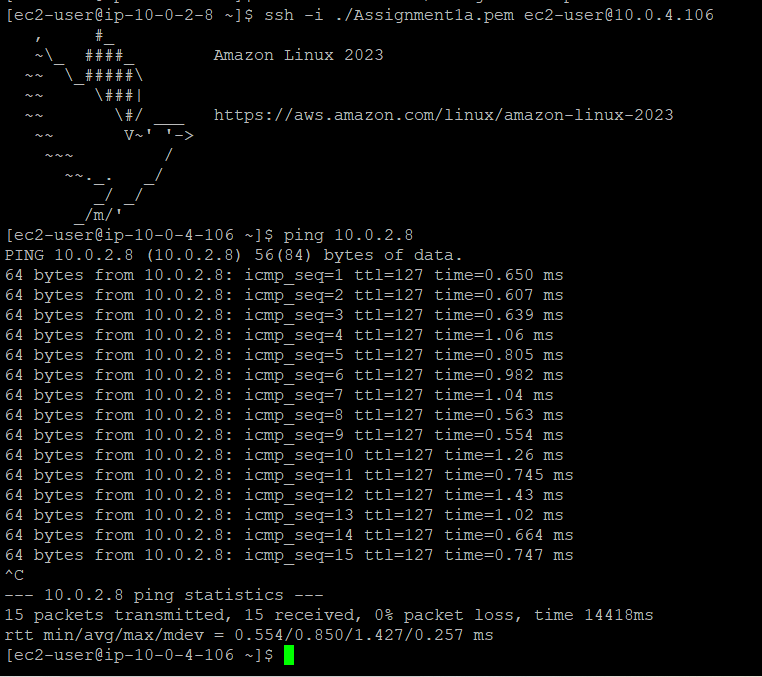 [ec2-user@ip-10-0-2-8 ~]$ ssh -i ./Assignment1a.pem ec2-user@10.0.4.106
   ,     #_
   ~\_  ####_        Amazon Linux 2023
  ~~  \_#####\
  ~~     \###|
  ~~       \#/ ___   https://aws.amazon.com/linux/amazon-linux-2023
   ~~       V~' '->
    ~~~         /
      ~~._.   _/
         _/ _/
       _/m/'
[ec2-user@ip-10-0-4-106 ~]$ ping 10.0.2.8
PING 10.0.2.8 (10.0.2.8) 56(84) bytes of data.
64 bytes from 10.0.2.8: icmp_seq=1 ttl=127 time=0.650 ms
64 bytes from 10.0.2.8: icmp_seq=2 ttl=127 time=0.607 ms
64 bytes from 10.0.2.8: icmp_seq=3 ttl=127 time=0.639 ms
64 bytes from 10.0.2.8: icmp_seq=4 ttl=127 time=1.06 ms
64 bytes from 10.0.2.8: icmp_seq=5 ttl=127 time=0.805 ms
64 bytes from 10.0.2.8: icmp_seq=6 ttl=127 time=0.982 ms
64 bytes from 10.0.2.8: icmp_seq=7 ttl=127 time=1.04 ms
64 bytes from 10.0.2.8: icmp_seq=8 ttl=127 time=0.563 ms
64 bytes from 10.0.2.8: icmp_seq=9 ttl=127 time=0.554 ms
64 bytes from 10.0.2.8: icmp_seq=10 ttl=127 time=1.26 ms
64 bytes from 10.0.2.8: icmp_seq=11 ttl=127 time=0.745 ms
64 bytes from 10.0.2.8: icmp_seq=12 ttl=127 time=1.43 ms
64 bytes from 10.0.2.8: icmp_seq=13 ttl=127 time=1.02 ms
64 bytes from 10.0.2.8: icmp_seq=14 ttl=127 time=0.664 ms
64 bytes from 10.0.2.8: icmp_seq=15 ttl=127 time=0.747 ms
^C
--- 10.0.2.8 ping statistics ---
15 packets transmitted, 15 received, 0% packet loss, time 14418ms
rtt min/avg/max/mdev = 0.554/0.850/1.427/0.257 ms
[ec2-user@ip-10-0-4-106 ~]$